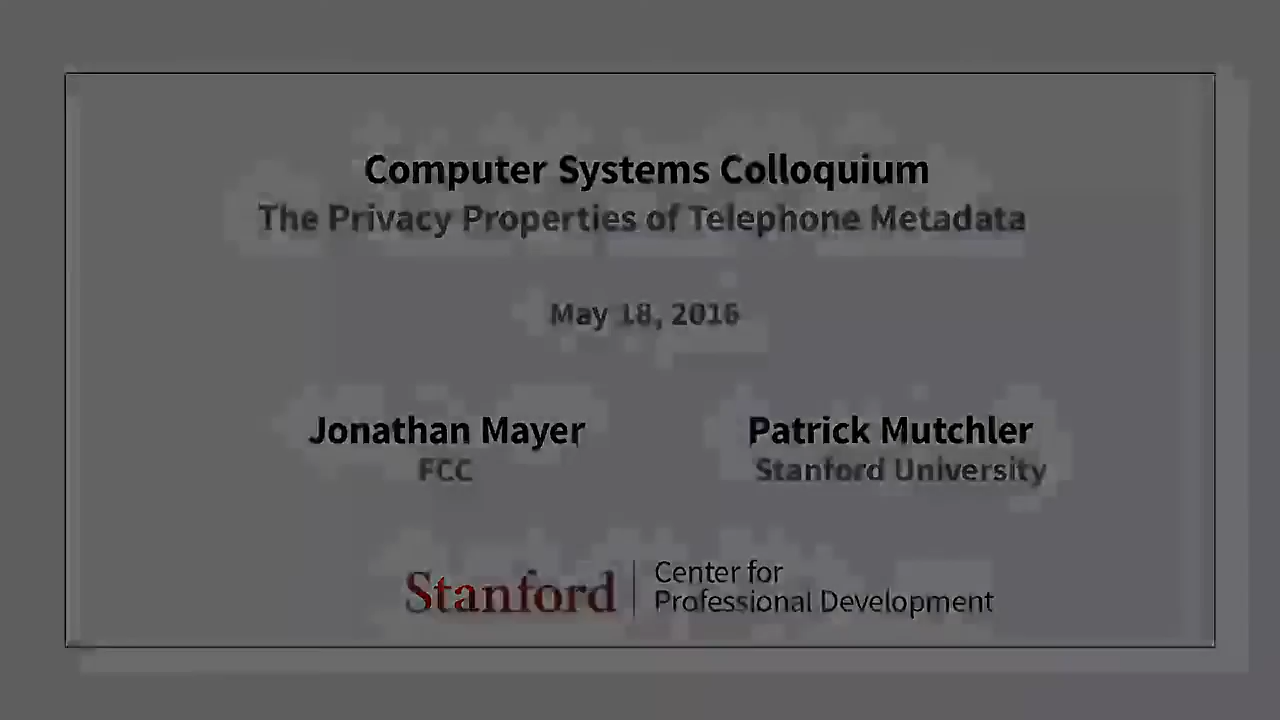 Computer Systems Colloquium
The Privacy Properties of Telephone Metadata
May 18, 2016
Jonathan Mayer
FCC
Patrick Mutchler
Stanford University
Stanford
Center for
Professional Development